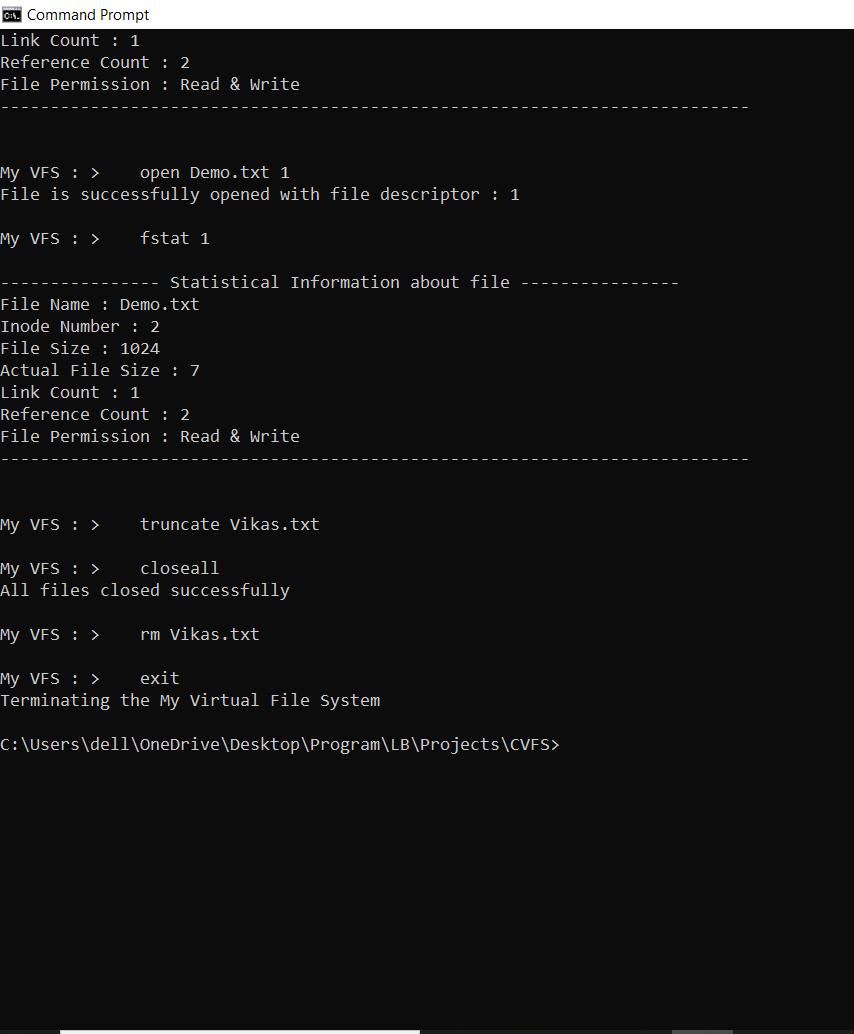 Command Prompt
Link Count : 1
Reference Count : 2
File Permission : Read & Write
---------------------------------------------------------------------------
My VFS : >    open Demo.txt 1
File is successfully opened with file descriptor : 1
My VFS : >    fstat 1
---------------- Statistical Information about file ----------------
File Name : Demo.txt
Inode Number : 2
File Size : 1024
Actual File Size : 7
Link Count : 1
Reference Count : 2
File Permission : Read & Write
---------------------------------------------------------------------------
My VFS : >    truncate Vikas.txt
My VFS : >    closeall
All files closed successfully
My VFS : >    rm Vikas.txt
My VFS : >    exit
Terminating the My Virtual File System
C:\Users\dell\OneDrive\Desktop\Program\LB\Projects\CVFS>